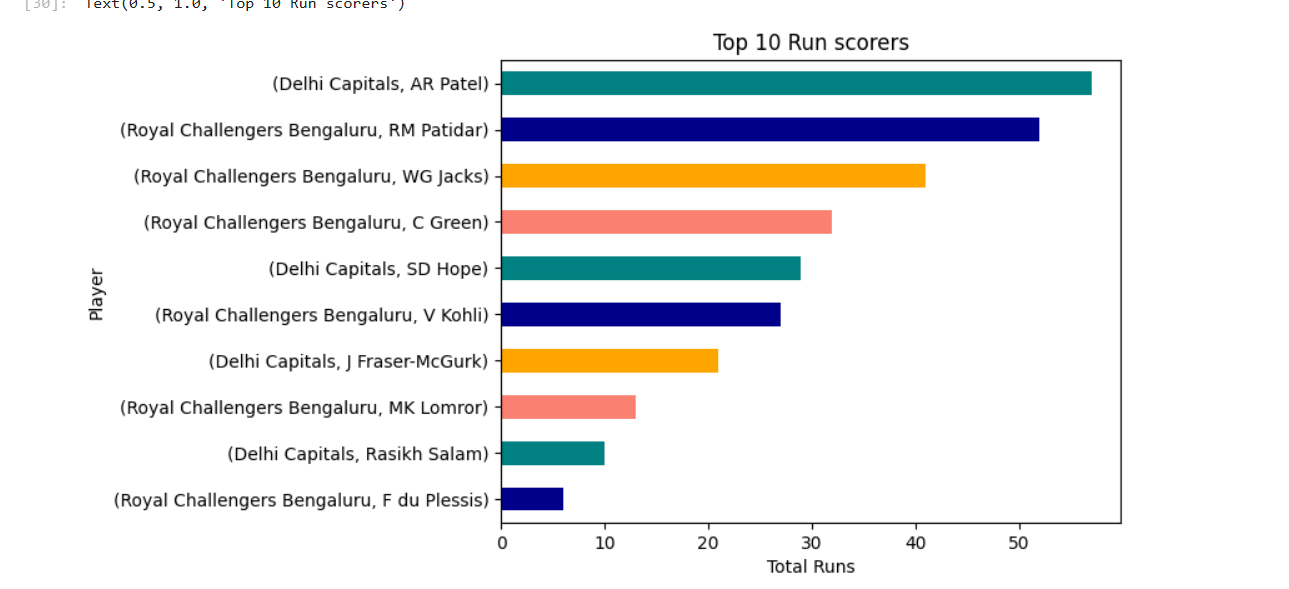 [30]: Text(0.5, 1.0, 'Top 10 Run scorers')
Top 10 Run scorers
(Delhi Capitals, AR Patel)
(Royal Challengers Bengaluru, RM Patidar)
(Royal Challengers Bengaluru, WG Jacks)
(Royal Challengers Bengaluru, C Green)
(Delhi Capitals, SD Hope)
(Royal Challengers Bengaluru, V Kohli)
(Delhi Capitals, J Fraser-McGurk)
(Royal Challengers Bengaluru, MK Lomror)
(Delhi Capitals, Rasikh Salam)
(Royal Challengers Bengaluru, F du Plessis)
Player
0 10 20 30 40 50
Total Runs